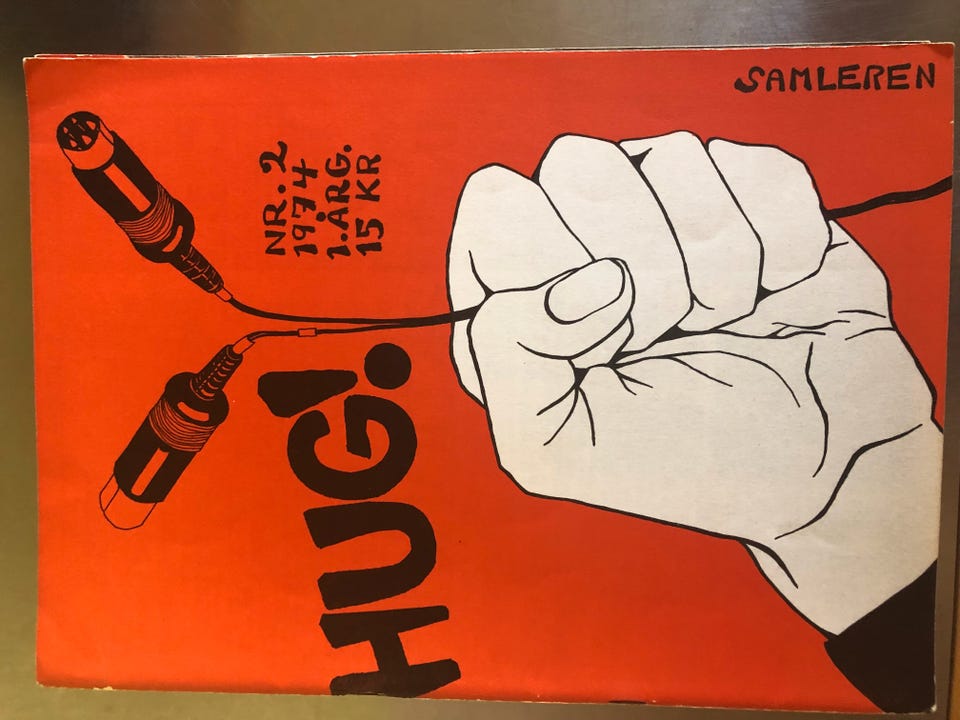 SAMLEREN
NR. 2
1974
1. ÅRG.
15 KR
HUG!